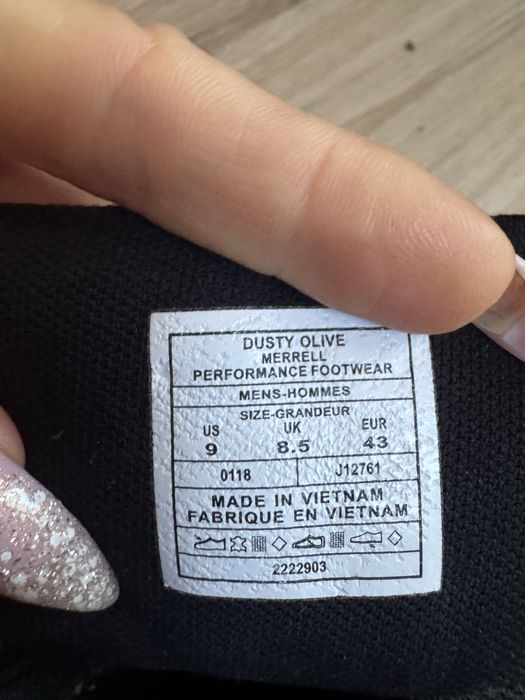 DUSTY OLIVE
MERRELL
PERFORMANCE FOOTWEAR
MENS-HOMMES
SIZE-GRANDEUR
US UK EUR
9 8.5 43
0118 J12761
MADE IN VIETNAM
FABRIQUE EN VIETNAM
2222903